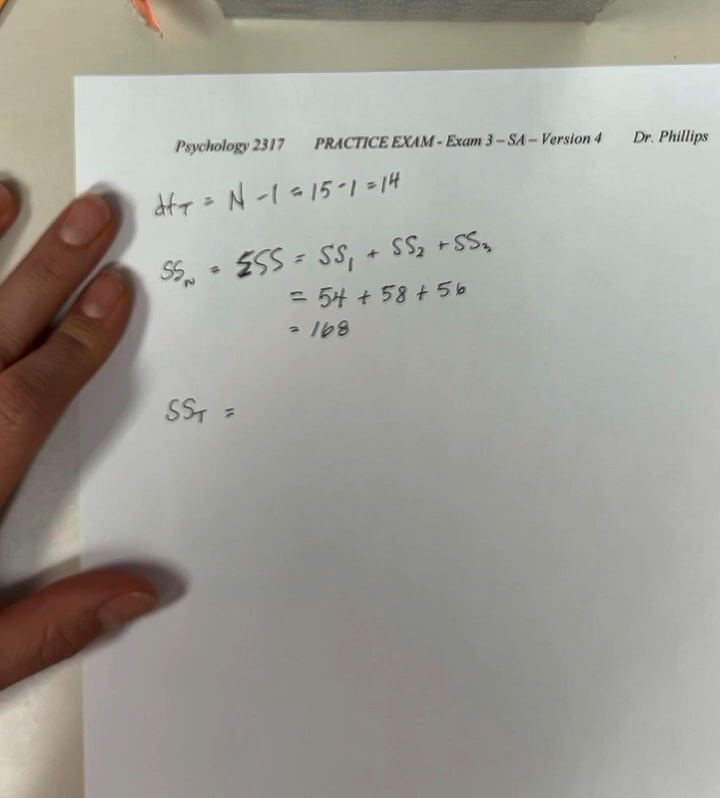 Psychology 2317 PRACTICE EXAM - Exam 3 – SA – Version 4 Dr. Phillips
dfT = N - 1 = 15 - 1 = 14
SSN = ΣSS = SS1 + SS2 + SS3
= 54 + 58 + 56
= 168
SST =